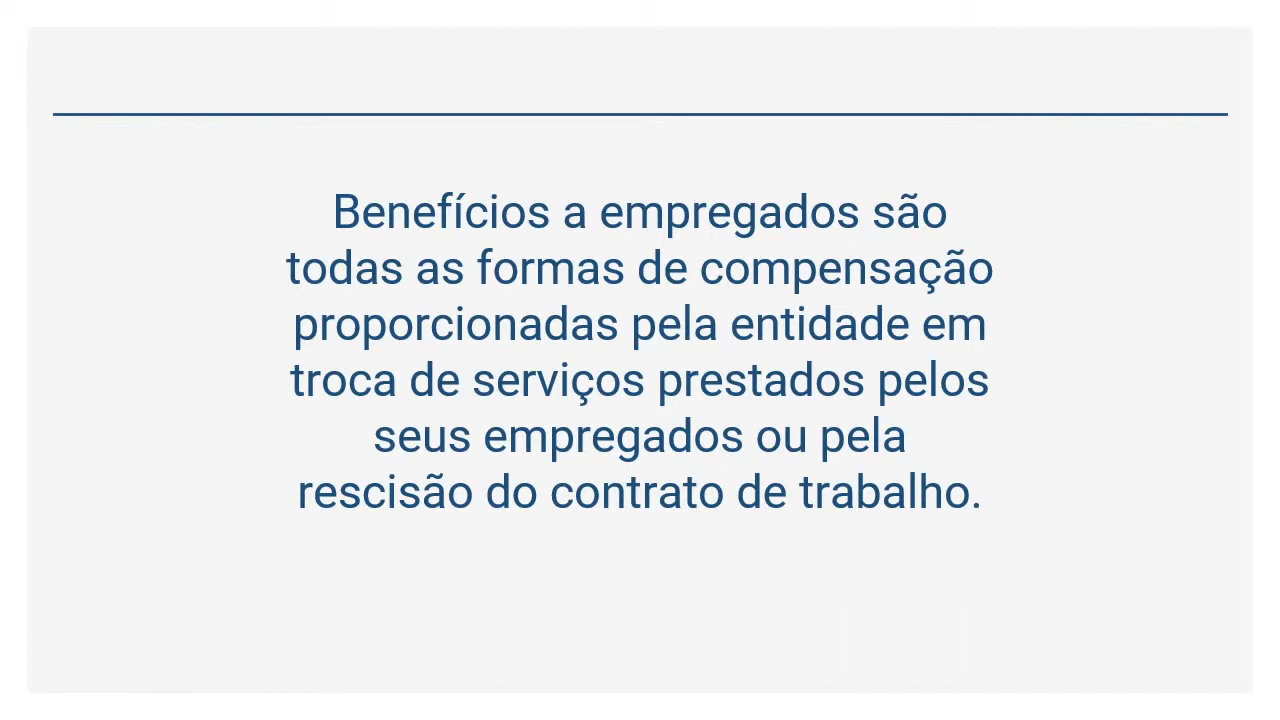 Benefícios a empregados são
todas as formas de compensação
proporcionadas pela entidade em
troca de serviços prestados pelos
seus empregados ou pela
rescisão do contrato de trabalho.